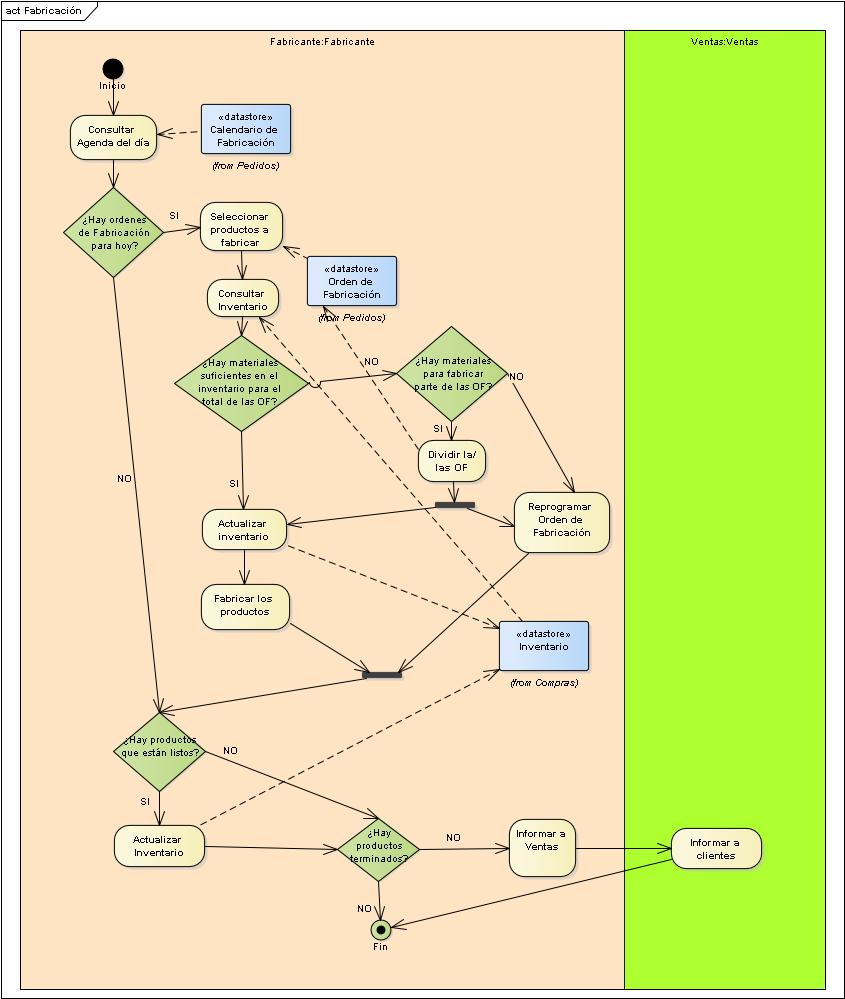 act Fabricación
Fabricante:Fabricante
Ventas:Ventas
Inicio
Consultar
Agenda del día
«datastore»
Calendario de
Fabricación
(from Pedidos)
¿Hay ordenes
de Fabricación
para hoy?
SI
Seleccionar
productos a
fabricar
Consultar
Inventario
«datastore»
Orden de
Fabricación
(from Pedidos)
¿Hay materiales
suficientes en el
inventario para el
total de las OF?
NO
¿Hay materiales
para fabricar
parte de las OF?
NO
SI
Dividir la/
las OF
NO
SI
Actualizar
inventario
Reprogramar
Orden de
Fabricación
Fabricar los
productos
«datastore»
Inventario
(from Compras)
¿Hay productos
que están listos?
NO
SI
Actualizar
Inventario
¿Hay
productos
terminados?
NO
Informar a
Ventas
Informar a
clientes
NO
Fin